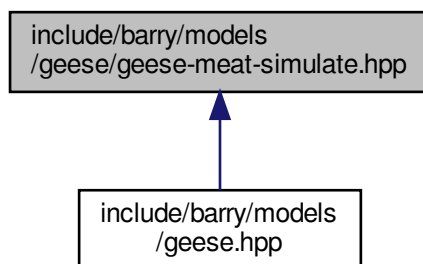 include/barry/models
/geese/geese-meat-simulate.hpp
include/barry/models
/geese.hpp